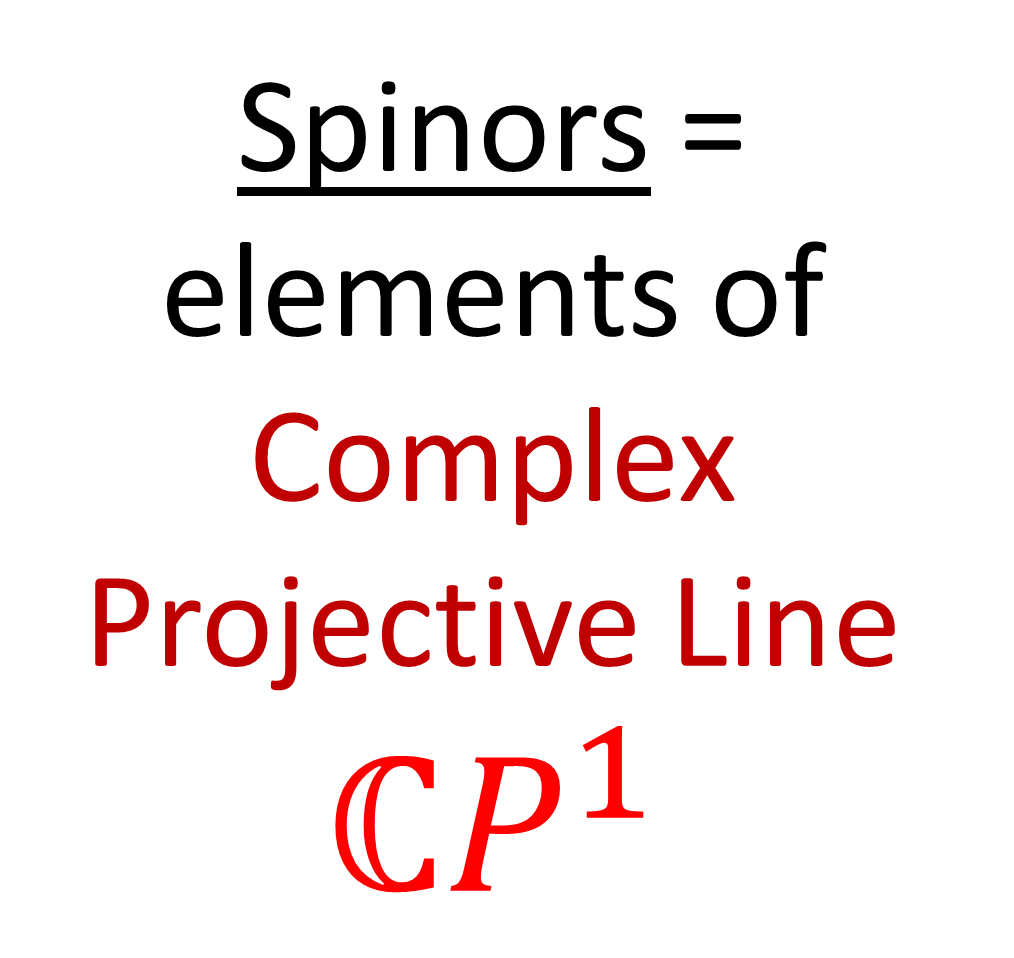 Spinors =
elements of
Complex
Projective Line
ℂP¹